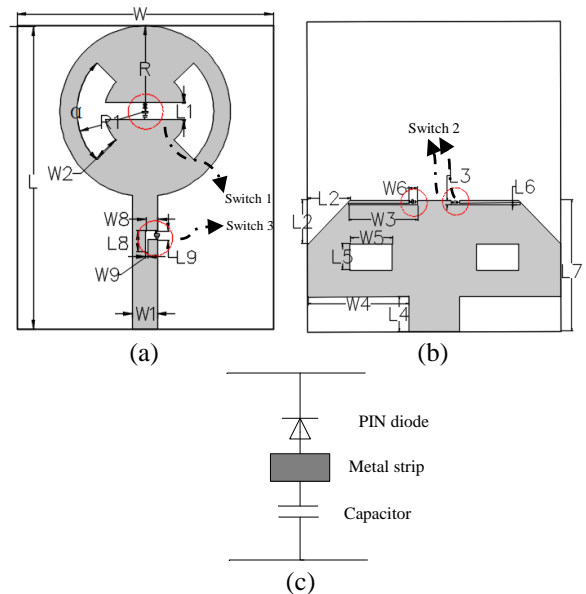 W
R
L
α
R1
L1
W2
Switch 1
W8
L8
W9
L9
Switch 3
W1
(a)
Switch 2
W6
L3
L2
L6
W3
L2
W5
L5
L7
W4
L4
(b)
PIN diode
Metal strip
Capacitor
(c)